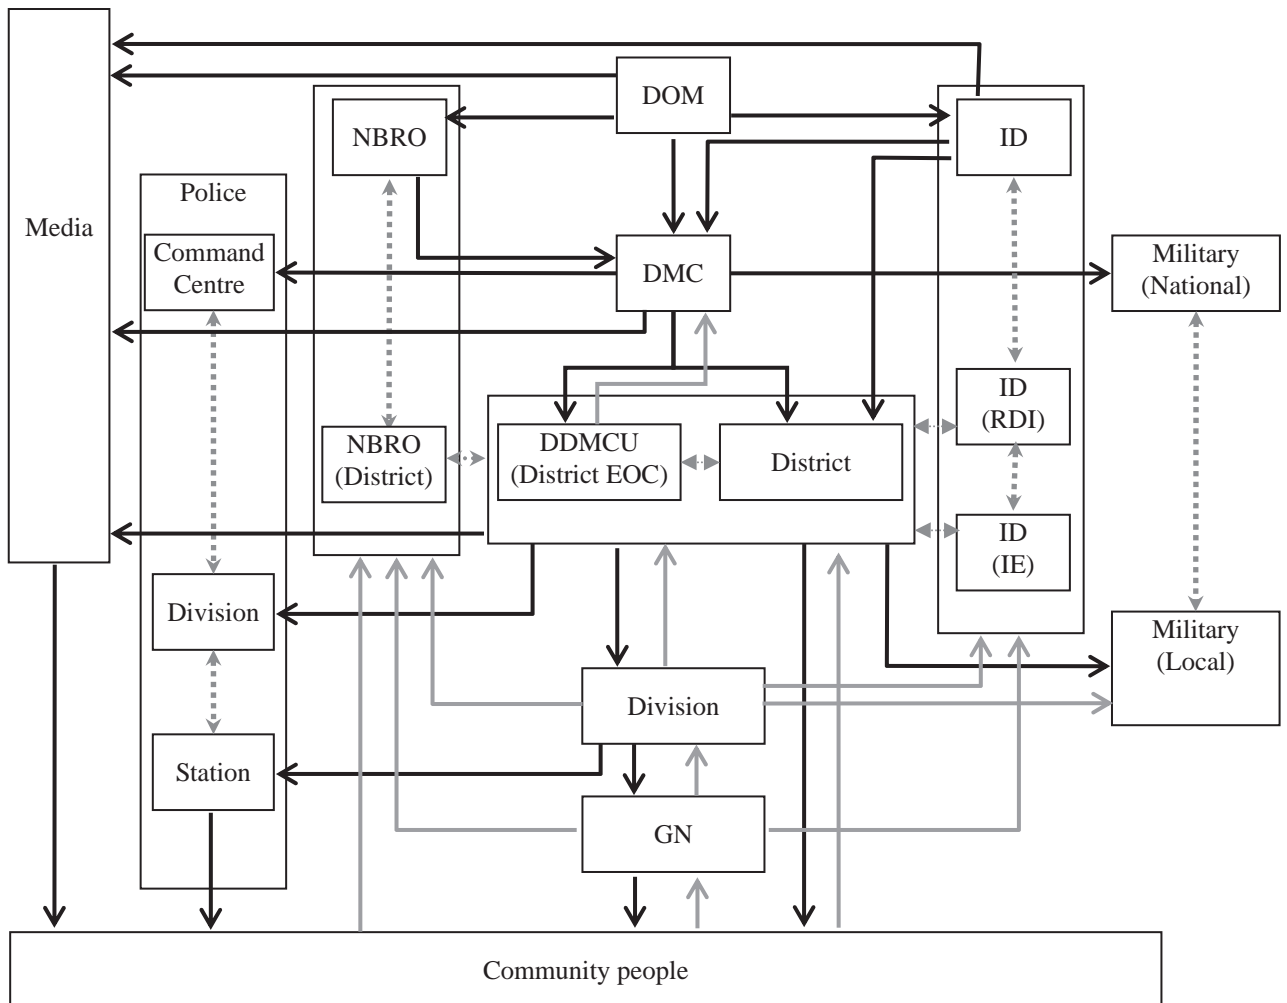 DOM
NBRO
ID
Police
Media
Command
Centre
DMC
Military
(National)
ID
(RDI)
NBRO
(District)
DDMCU
(District EOC)
District
ID
(IE)
Division
Military
(Local)
Division
Station
GN
Community people